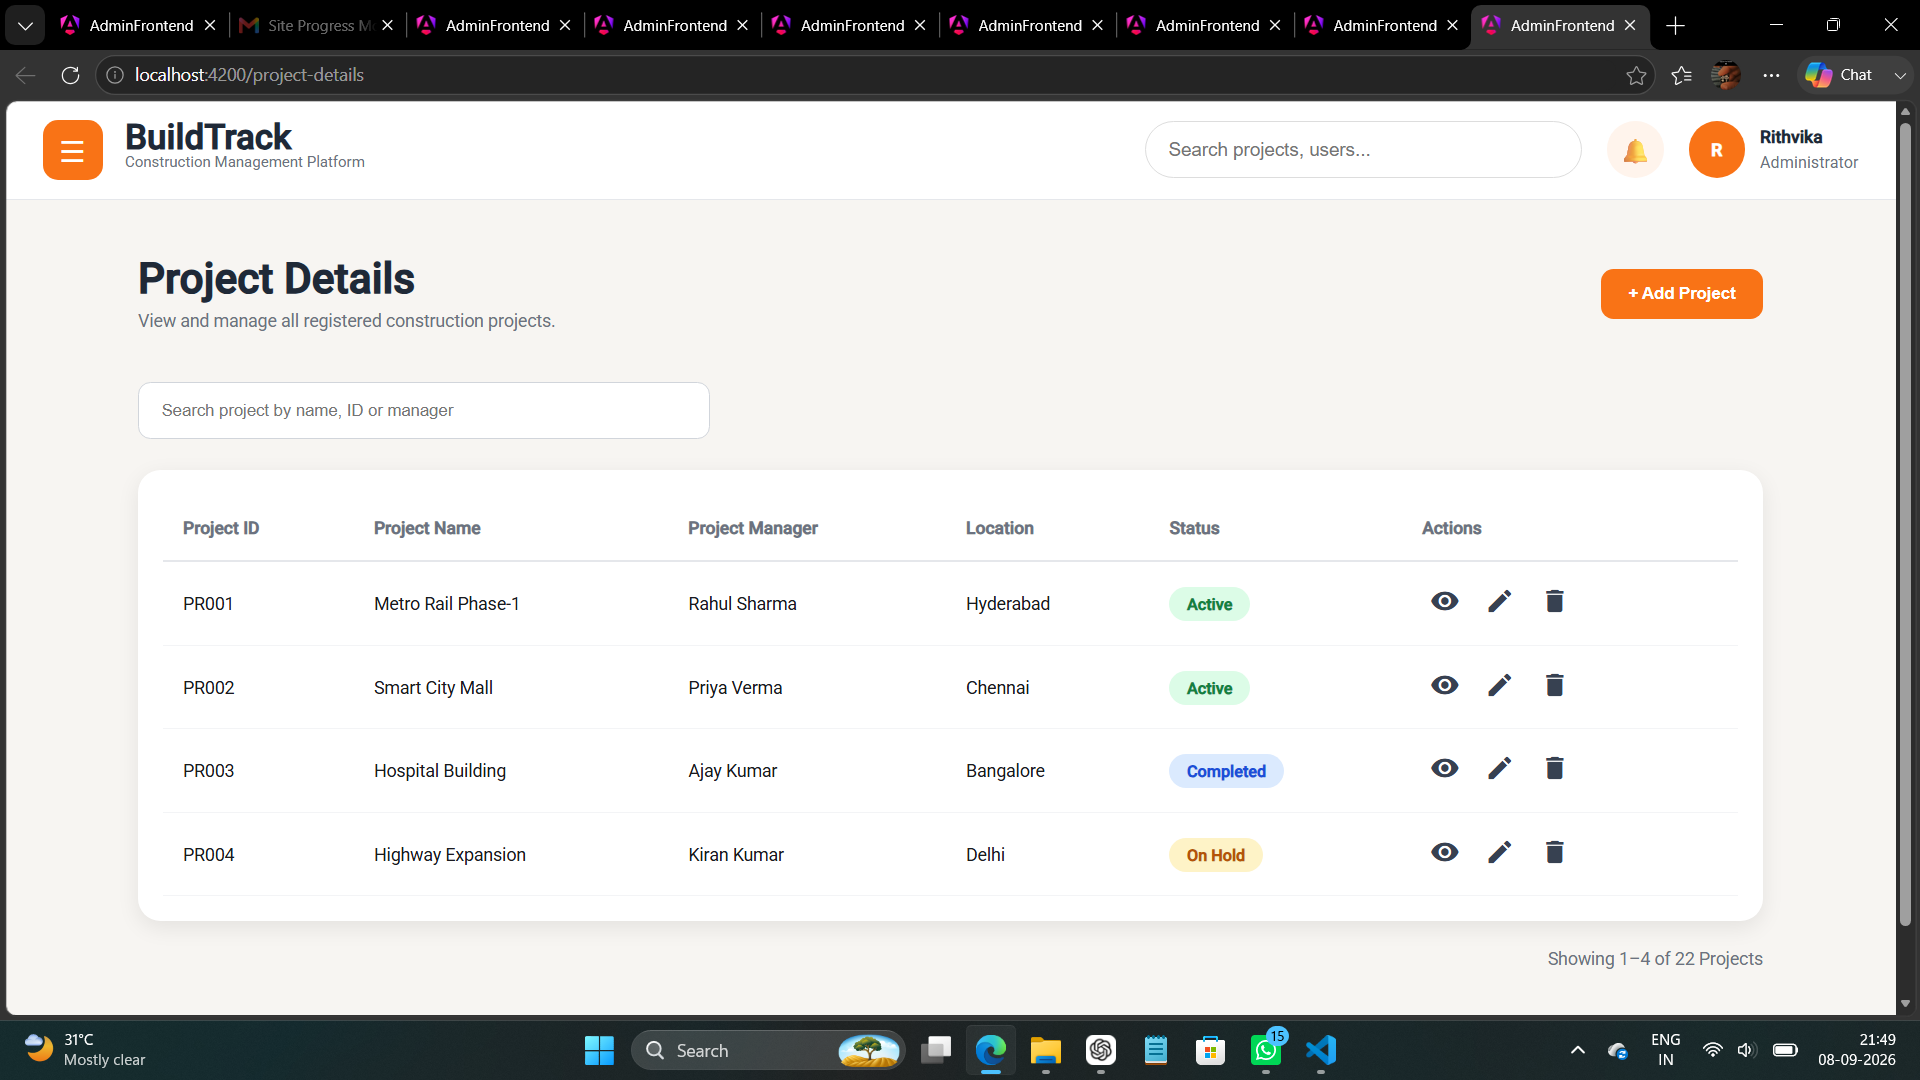 AdminFrontend
Site Progress M
AdminFrontend
AdminFrontend
AdminFrontend
AdminFrontend
AdminFrontend
AdminFrontend
AdminFrontend
localhost:4200/project-details
Chat
BuildTrack
Construction Management Platform
Search projects, users...
R
Rithvika
Administrator
Project Details
View and manage all registered construction projects.
+ Add Project
Search project by name, ID or manager
Project ID Project Name Project Manager Location Status Actions
PR001 Metro Rail Phase-1 Rahul Sharma Hyderabad Active
PR002 Smart City Mall Priya Verma Chennai Active
PR003 Hospital Building Ajay Kumar Bangalore Completed
PR004 Highway Expansion Kiran Kumar Delhi On Hold
Showing 1–4 of 22 Projects
31°C
Mostly clear
Search
15
ENG
IN
21:49
08-09-2026